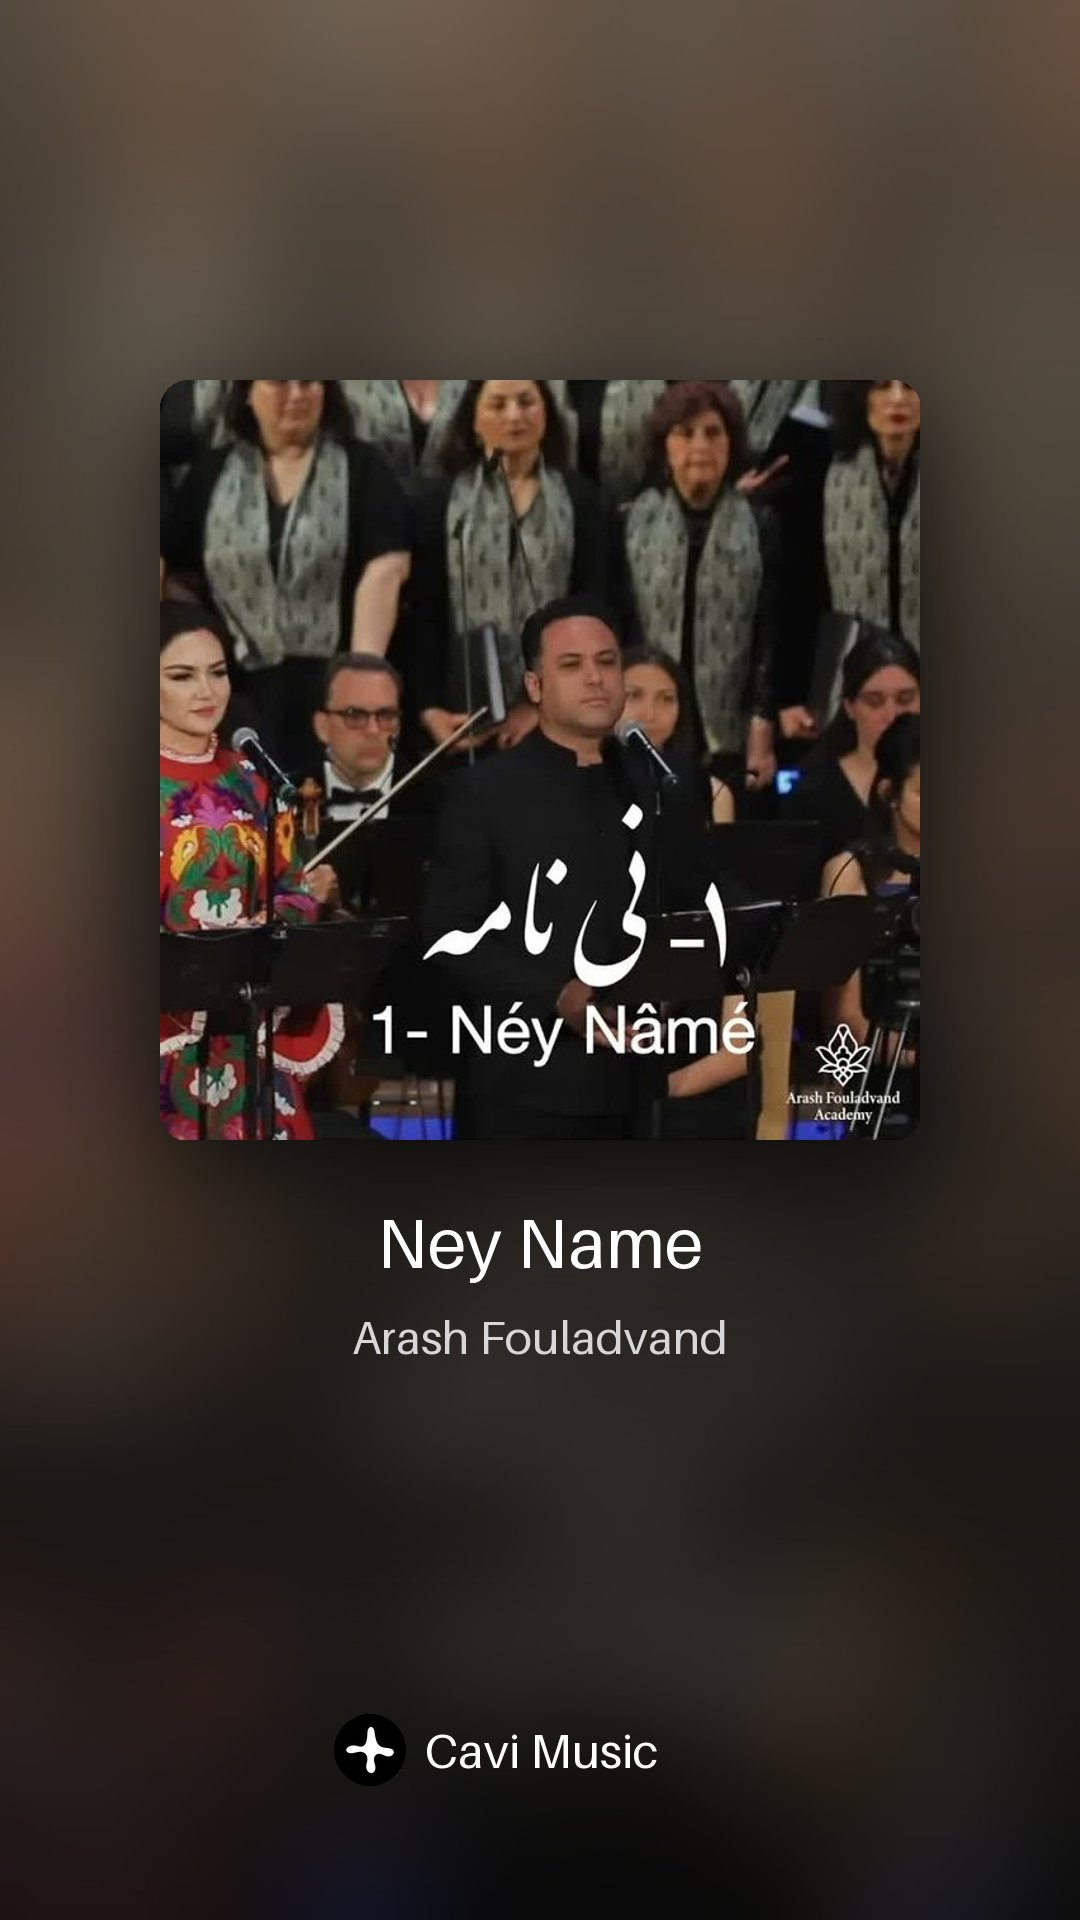 ۱- نی نامه
1- Néy Nâmé
Arash Fouladvand
Academy
Ney Name
Arash Fouladvand
Cavi Music